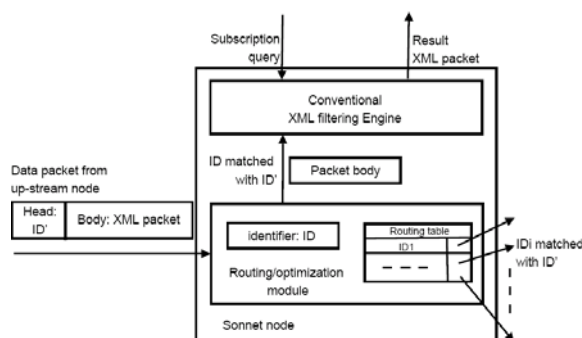 Subscription
query
Result
XML packet
Conventional
XML filtering Engine
ID matched
with ID'
Packet body
Data packet from
up-stream node
Head:
ID'
Body: XML packet
identifier: ID
Routing table
ID1
IDi matched
with ID'
Routing/optimization
module
Sonnet node